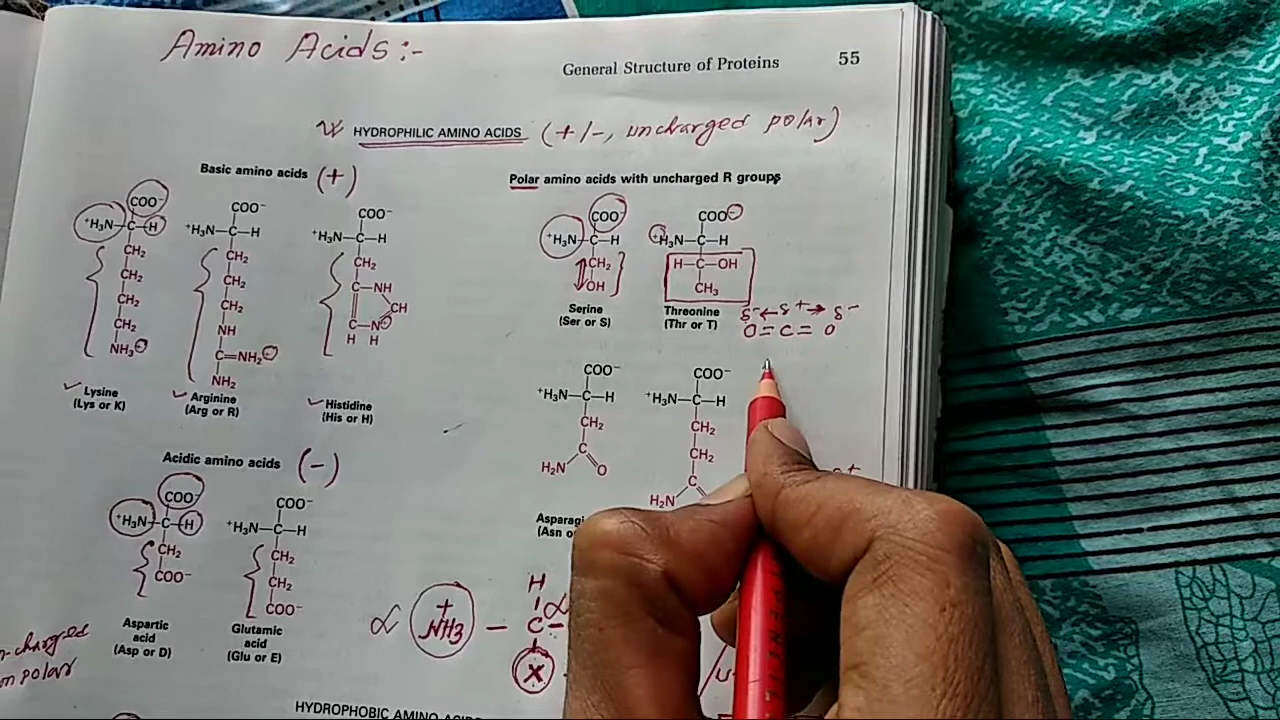 Amino Acids :-
General Structure of Proteins 55
HYDROPHILIC AMINO ACIDS (+/-, uncharged polar)
Basic amino acids (+)
Polar amino acids with uncharged R groups
COO⁻ COO⁻ COO⁻ COO⁻ COO⁻
⁺H₃N—C—H ⁺H₃N—C—H ⁺H₃N—C—H ⁺H₃N—C—H ⁺H₃N—C—H
CH₂ CH₂ CH₂ CH₂ H—C—OH
CH₂ CH₂ C—NH OH CH₃
CH₂ CH₂ CH
CH₂ NH C—N
NH₃ C=NH₂ H H
NH₂
Serine
(Ser or S)
Threonine
(Thr or T)
δ⁻ ← δ⁺ → δ⁻
O = C = O
Lysine
(Lys or K)
Arginine
(Arg or R)
Histidine
(His or H)
COO⁻ COO⁻
⁺H₃N—C—H ⁺H₃N—C—H
CH₂ CH₂
C CH₂
H₂N O C
H₂N
(Asn o
Acidic amino acids (-)
COO⁻ COO⁻
⁺H₃N—C—H ⁺H₃N—C—H
CH₂ CH₂
COO⁻ CH₂
COO⁻
Aspartic
acid
(Asp or D)
Glutamic
acid
(Glu or E)
H
α +NH3 — C — α
X
polar
HYDROPHOBIC AMINO ACIDS